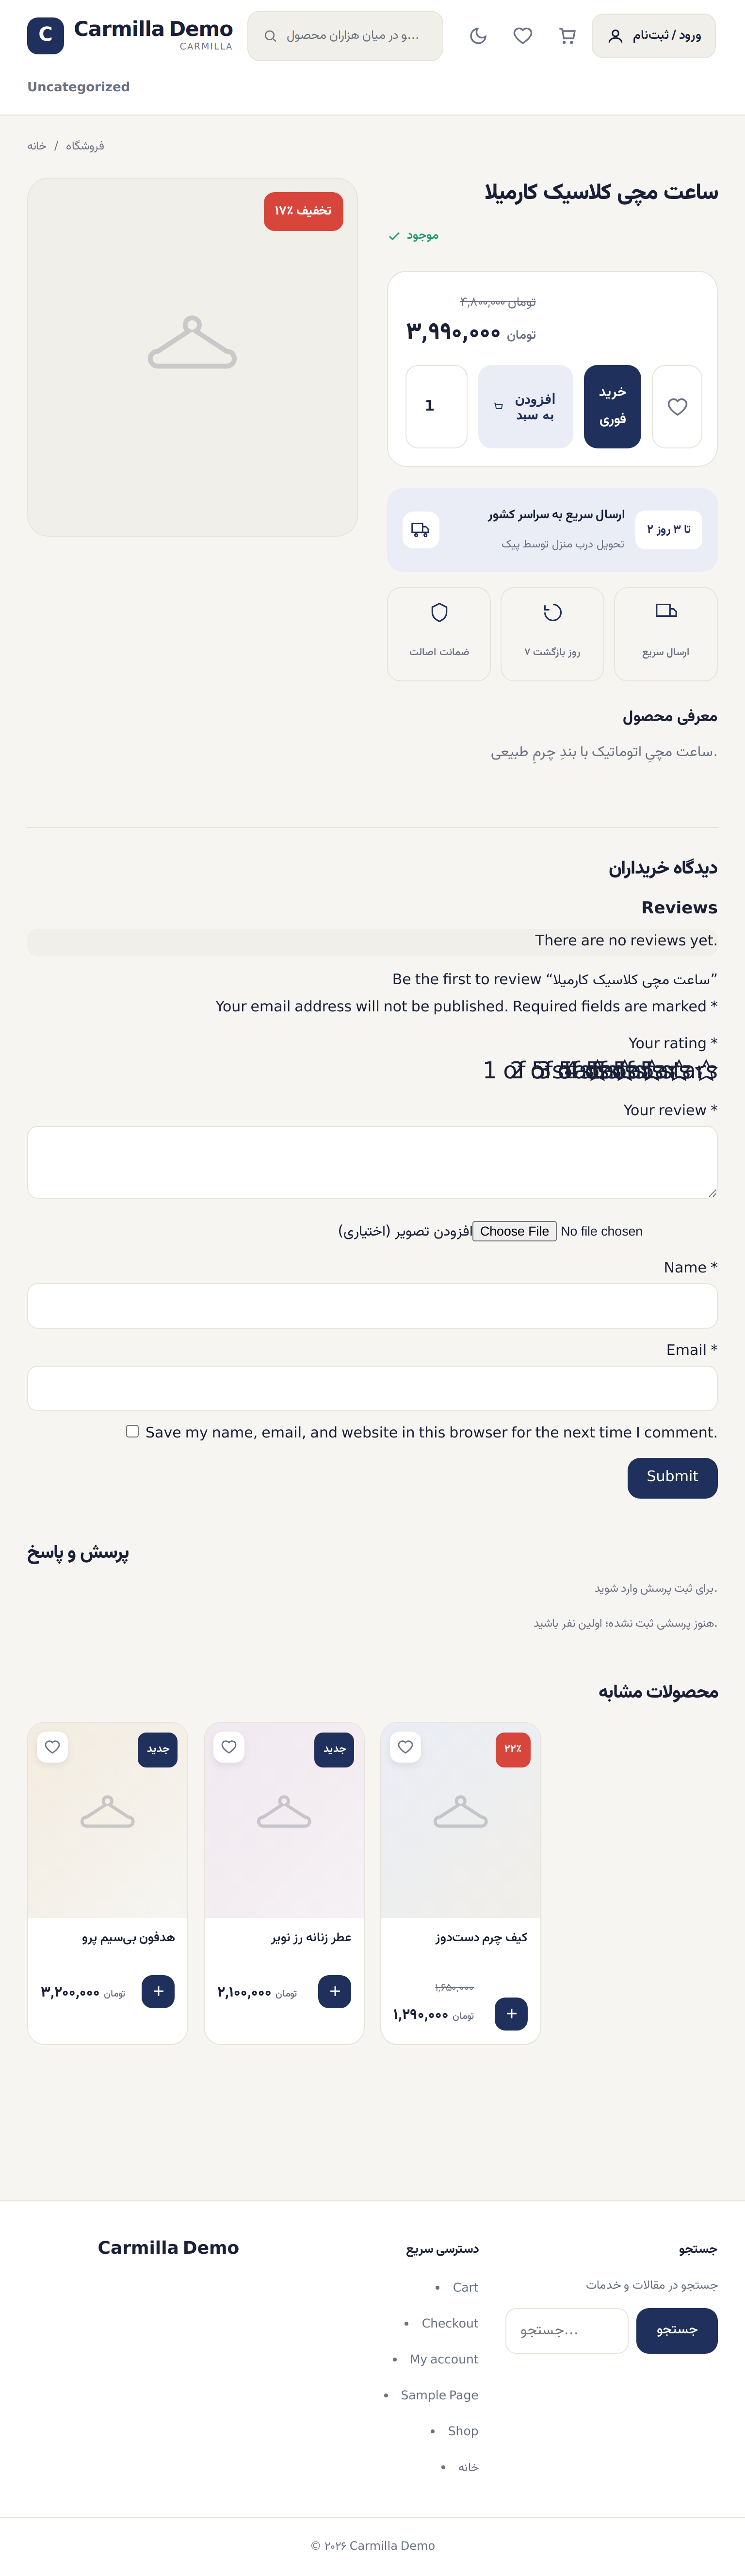 C
Carmilla Demo
CARMILLA
و در میان هزاران محصول...
ورود / ثبت‌نام
Uncategorized
خانه / فروشگاه
۱۷٪ تخفیف
ساعت مچی کلاسیک کارمیلا
موجود
۴,۸۰۰,۰۰۰ تومان
۳,۹۹۰,۰۰۰ تومان
1
افزودن
به سبد
خرید
فوری
ارسال سریع به سراسر کشور
تحویل درب منزل توسط پیک
۲ تا ۳ روز
ضمانت اصالت
۷ روز بازگشت
ارسال سریع
معرفی محصول
ساعت مچیِ اتوماتیک با بندِ چرمِ طبیعی.
دیدگاه خریداران
Reviews
There are no reviews yet.
Be the first to review “ساعت مچی کلاسیک کارمیلا”
Your email address will not be published. Required fields are marked *
Your rating *
1 of
Your review *
افزودن تصویر (اختیاری)
Choose File No file chosen
Name *
Email *
Save my name, email, and website in this browser for the next time I comment.
Submit
پرسش و پاسخ
برای ثبت پرسش وارد شوید.
هنوز پرسشی ثبت نشده؛ اولین نفر باشید.
محصولات مشابه
جدید
جدید
۲۲٪
هدفون بی‌سیم پرو
عطر زنانه رز نویر
کیف چرم دست‌دوز
۳,۲۰۰,۰۰۰ تومان
۲,۱۰۰,۰۰۰ تومان
۱,۶۵۰,۰۰۰
۱,۲۹۰,۰۰۰ تومان
Carmilla Demo
دسترسی سریع
Cart
Checkout
My account
Sample Page
Shop
خانه
جستجو
جستجو در مقالات و خدمات
جستجو...
جستجو
© ۲۰۲۶ Carmilla Demo